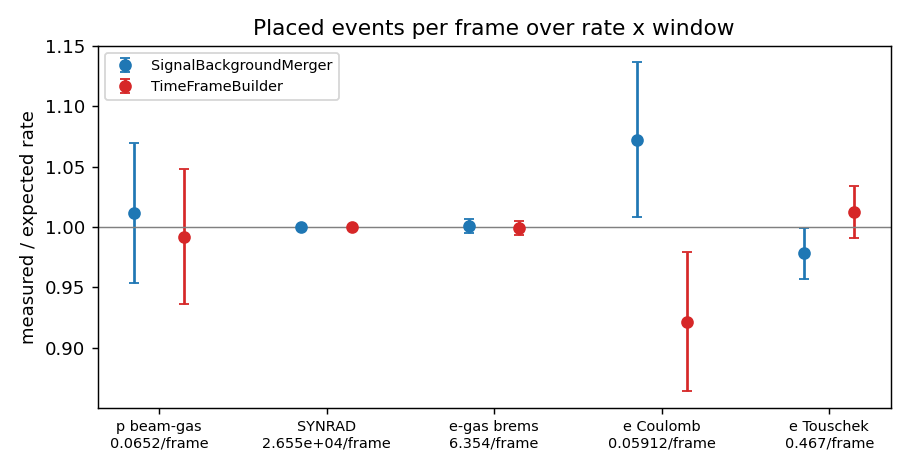 Placed events per frame over rate x window
measured / expected rate
1.15
1.10
1.05
1.00
0.95
0.90
SignalBackgroundMerger
TimeFrameBuilder
p beam-gas
0.0652/frame
SYNRAD
2.655e+04/frame
e-gas brems
6.354/frame
e Coulomb
0.05912/frame
e Touschek
0.467/frame